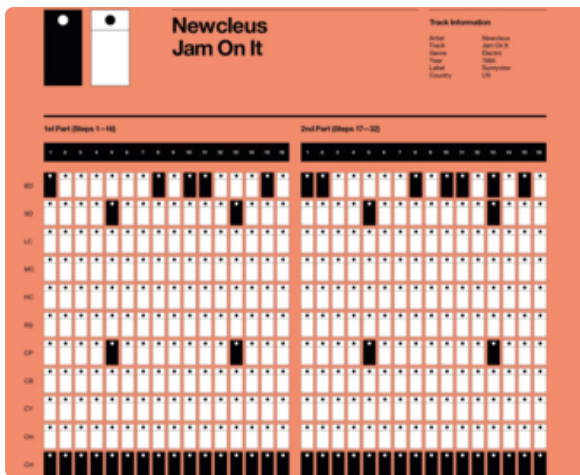 Newcleus
Jam On It
Track Information
Artist Newcleus
Track Jam On It
Genre Electro
Year 1984
Label Sunnyview
Country US
1st Part (Steps 1—16)
2nd Part (Steps 17—32)
1 2 3 4 5 6 7 8 9 10 11 12 13 14 15 16
1 2 3 4 5 6 7 8 9 10 11 12 13 14 15 16
BD
SD
LC
MC
HC
RS
CP
CB
CY
OH
CH